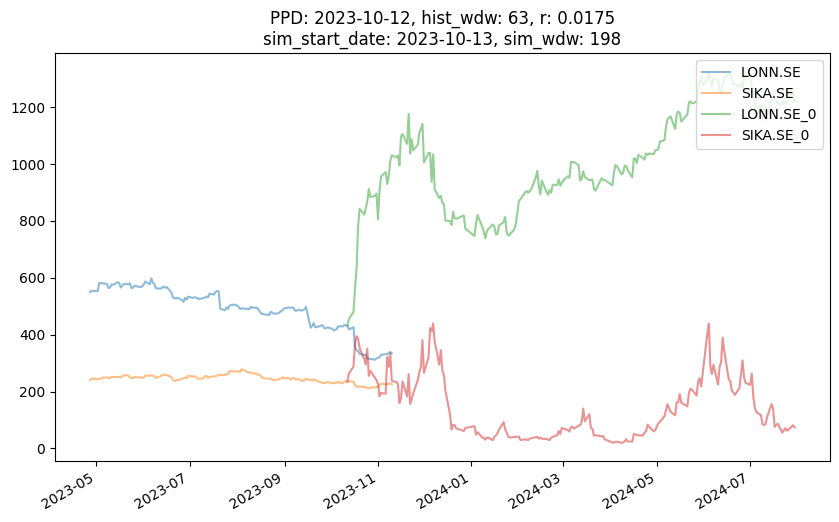 PPD: 2023-10-12, hist_wdw: 63, r: 0.0175
sim_start_date: 2023-10-13, sim_wdw: 198
LONN.SE
SIKA.SE
LONN.SE_0
SIKA.SE_0
1200
1000
800
600
400
200
0
2023-05
2023-07
2023-09
2023-11
2024-01
2024-03
2024-05
2024-07